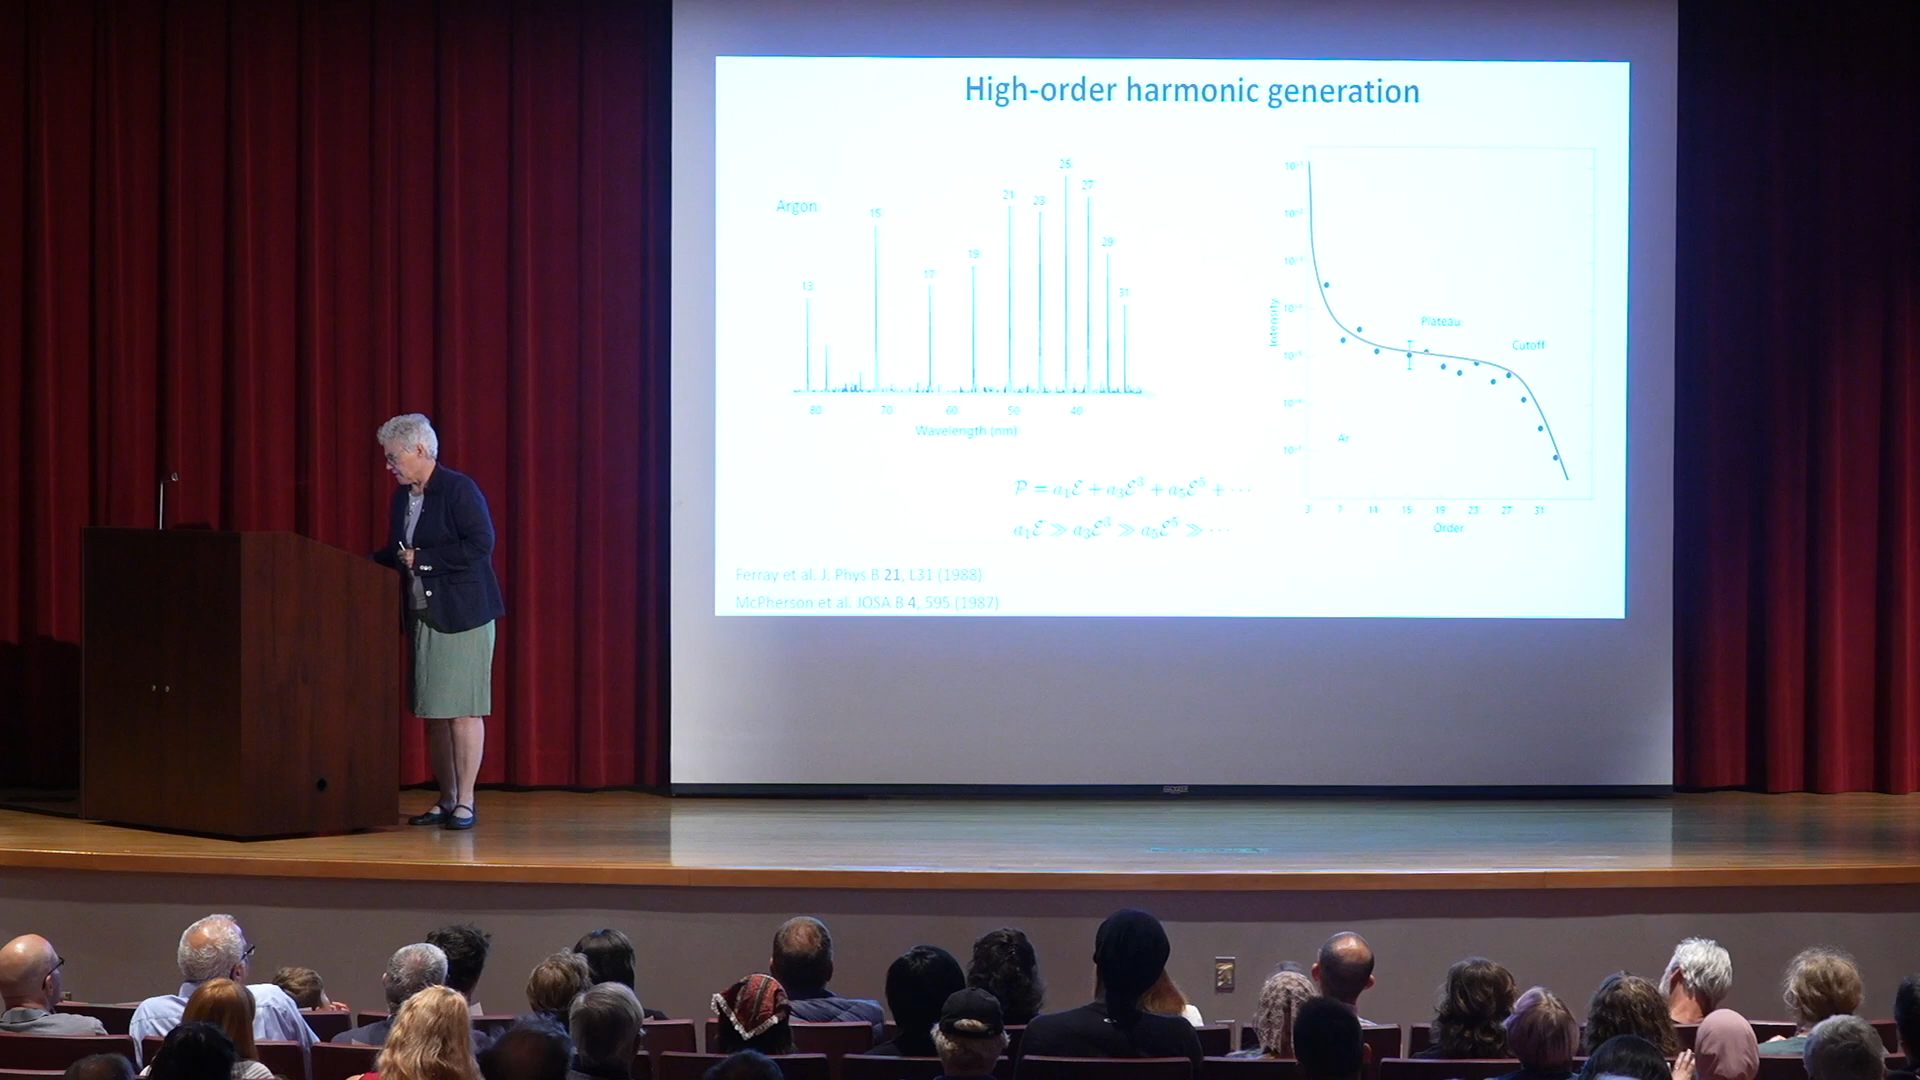 High-order harmonic generation
Argon
13 15 17 19 21 23 25 27 29 31
80 70 60 50 40
Wavelength (nm)
Intensity
Plateau
Cutoff
Ar
3 7 11 15 19 23 27 31
Order
P = a₁E + a₃E³ + a₅E⁵ + ⋯
a₁E ≫ a₃E³ ≫ a₅E⁵ ≫ ⋯
Ferray et al. J. Phys B 21, L31 (1988)
McPherson et al. JOSA B 4, 595 (1987)